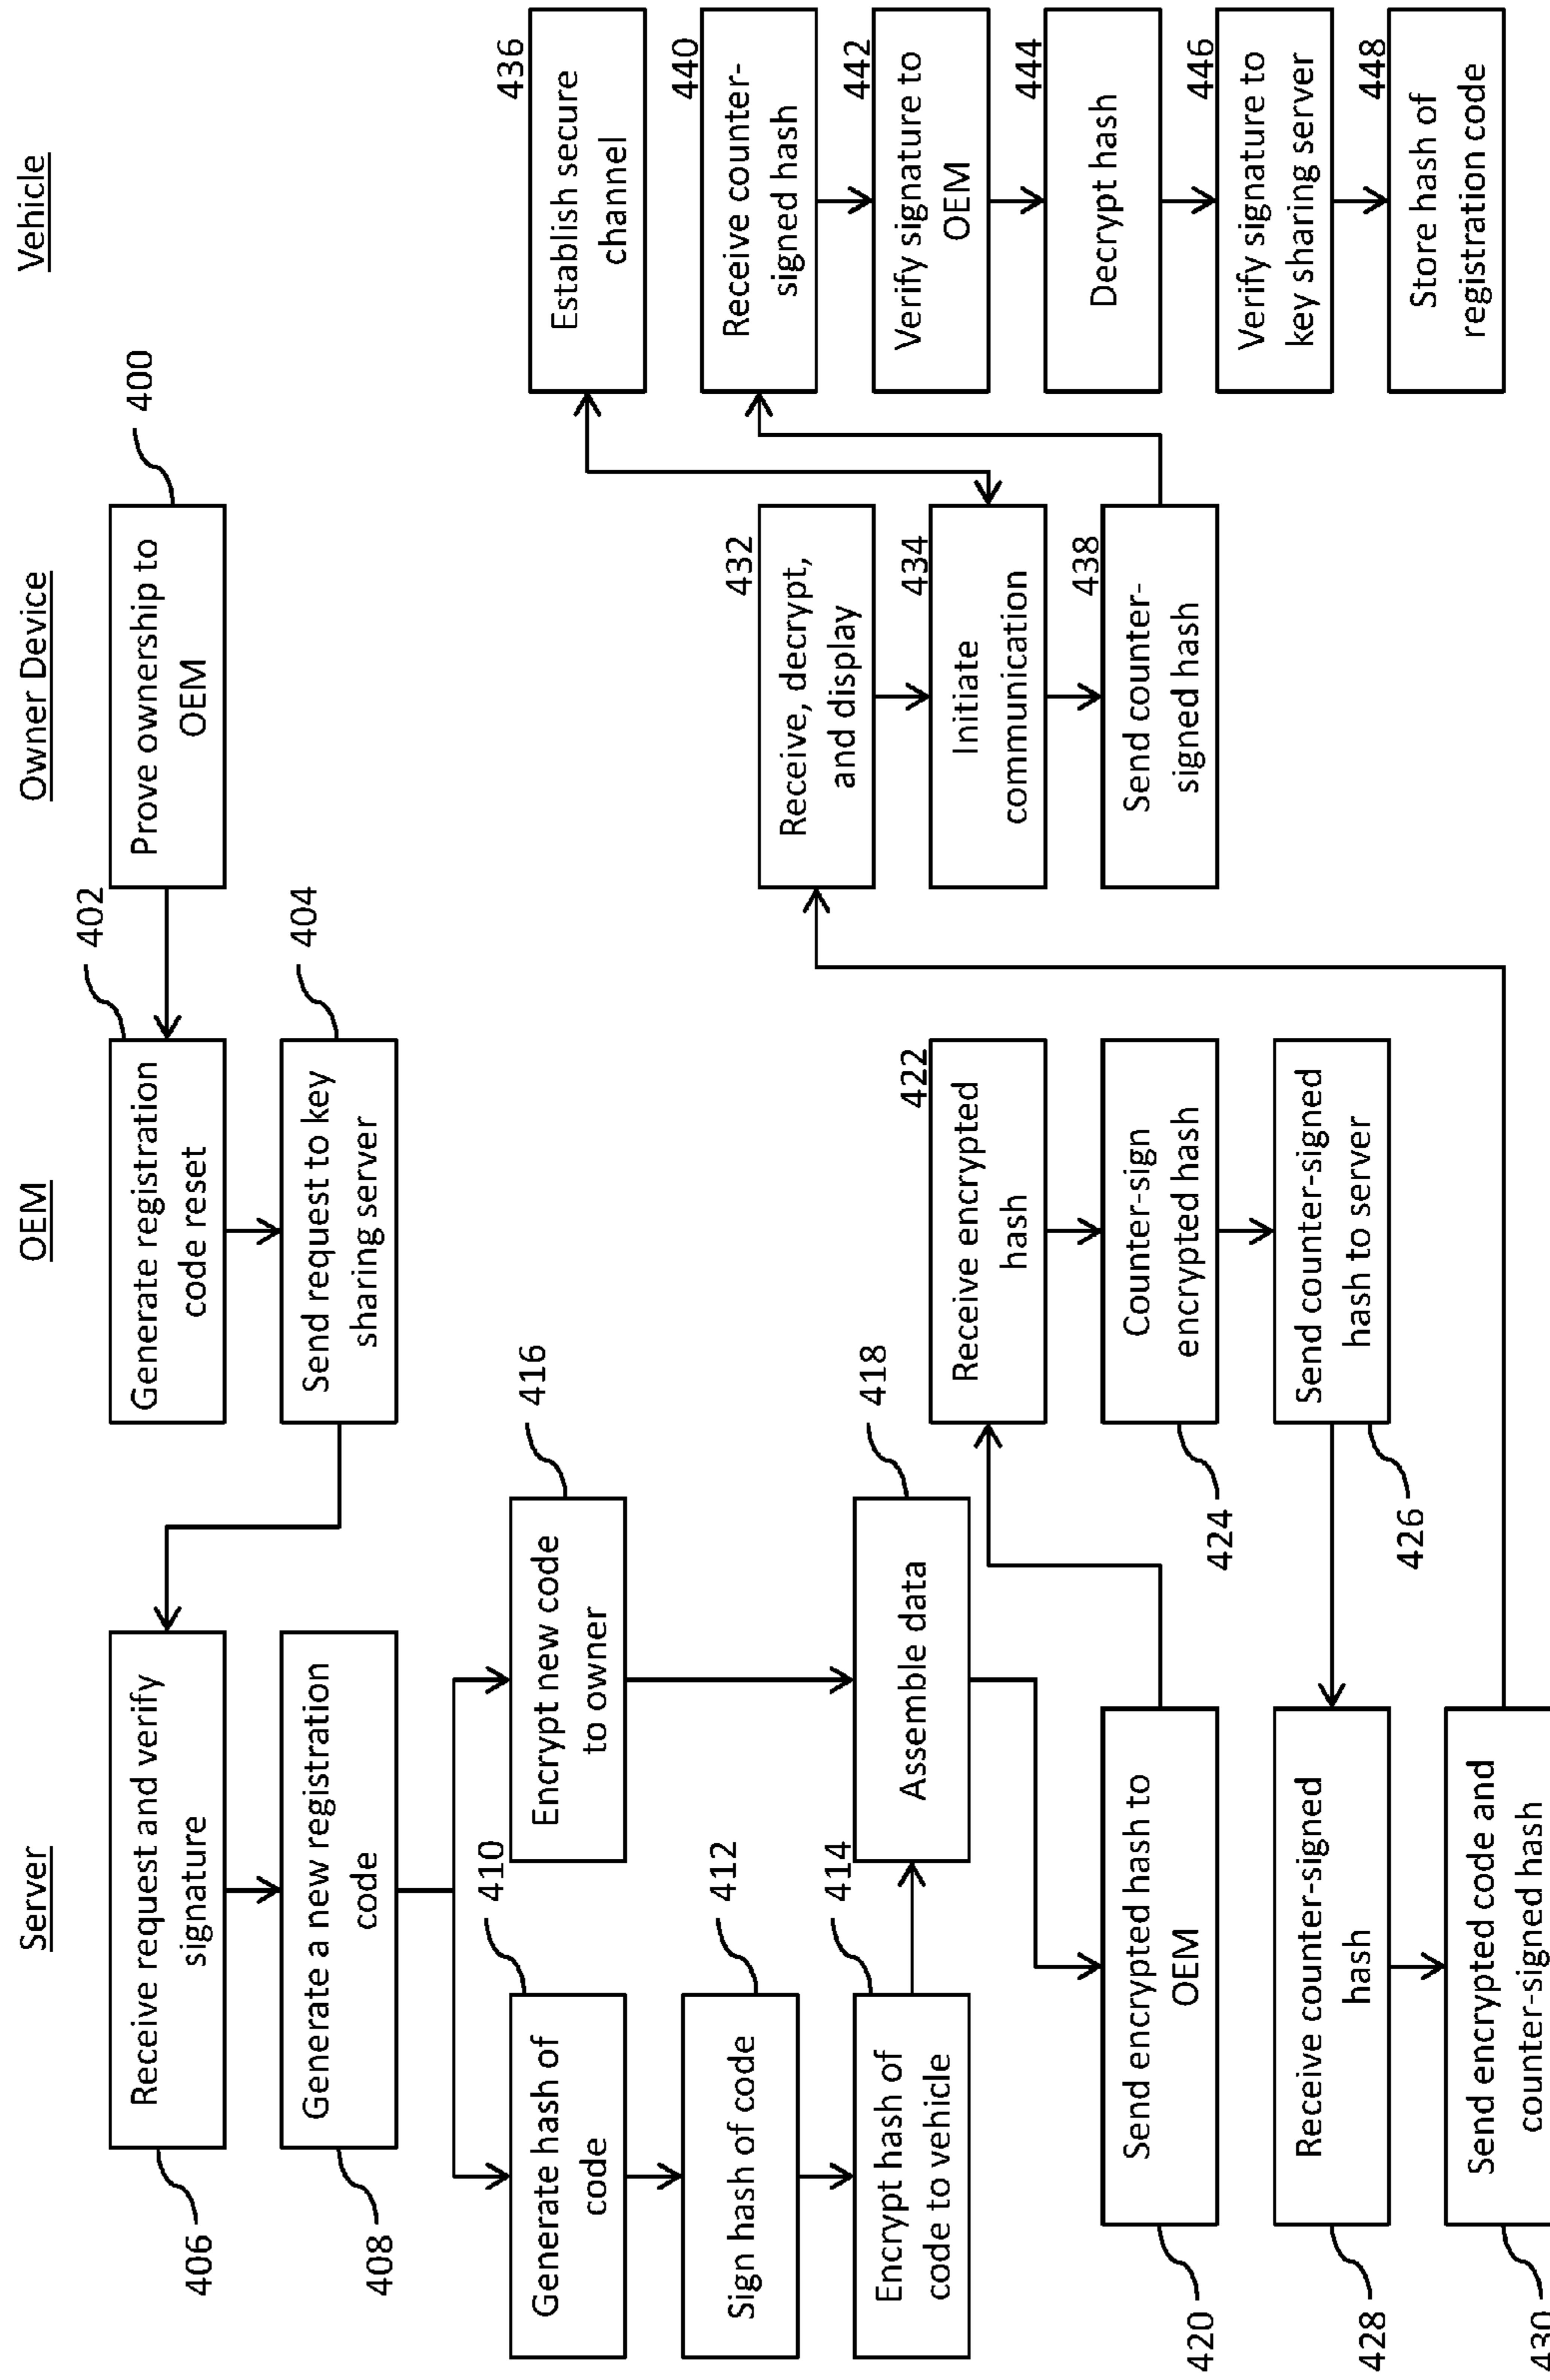 Server
OEM
Owner Device
Vehicle
Prove ownership to
OEM
400
Generate registration
code reset
402
Send request to key
sharing server
404
Receive request and verify
signature
406
Generate a new registration
code
408
Generate hash of
code
410
Sign hash of code
412
Encrypt hash of
code to vehicle
414
Encrypt new code
to owner
416
Assemble data
418
Send encrypted hash to
OEM
420
Receive encrypted
hash
422
Counter-sign
encrypted hash
424
Send counter-signed
hash to server
426
Receive counter-signed
hash
428
Send encrypted code and
counter-signed hash
430
Receive, decrypt,
and display
432
Initiate
communication
434
Establish secure
channel
436
Send counter-
signed hash
438
Receive counter-
signed hash
440
Verify signature to
OEM
442
Decrypt hash
444
Verify signature to
key sharing server
446
Store hash of
registration code
448